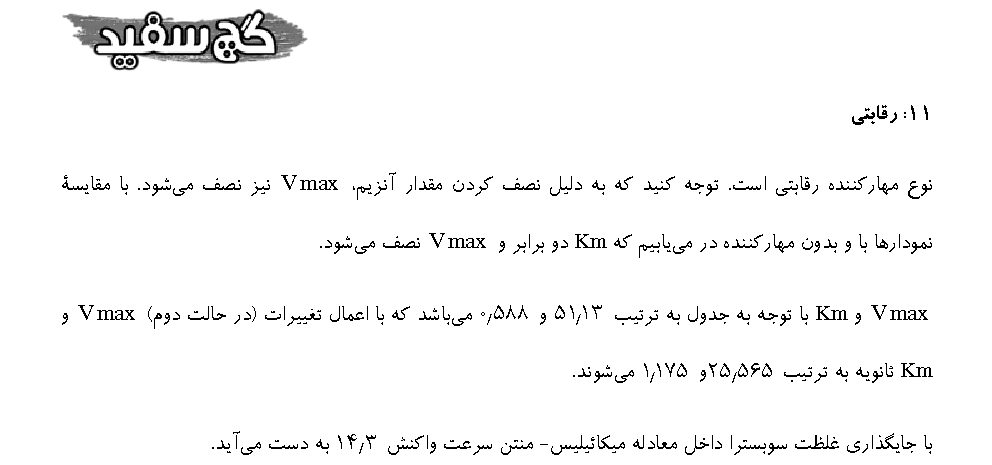 گچ سفید
۱۱: رقابتی
نوع مهارکننده رقابتی است. توجه کنید که به دلیل نصف کردن مقدار آنزیم، Vmax نیز نصف می‌شود. با مقایسهٔ
نمودارها با و بدون مهارکننده در می‌یابیم که Km دو برابر و Vmax نصف می‌شود.
Vmax و Km با توجه به جدول به ترتیب ۵۱٫۱۳ و ۰٫۵۸۸ می‌باشد که با اعمال تغییرات (در حالت دوم) Vmax و
Km ثانویه به ترتیب ۲۵٫۵۶۵و ۱٫۱۷۵ می‌شوند.
با جایگذاری غلظت سوبسترا داخل معادله میکائیلیس- منتن سرعت واکنش ۱۴٫۳ به دست می‌آید.